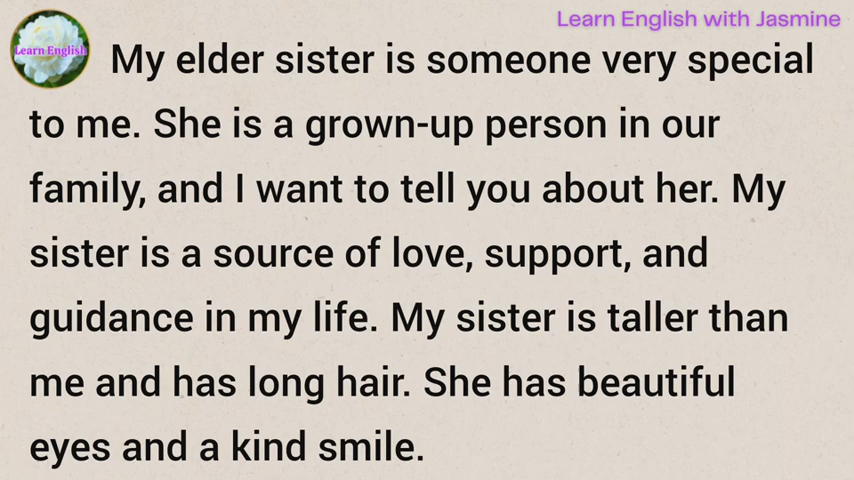 Learn English with Jasmine
Learn English
My elder sister is someone very special
to me. She is a grown-up person in our
family, and I want to tell you about her. My
sister is a source of love, support, and
guidance in my life. My sister is taller than
me and has long hair. She has beautiful
eyes and a kind smile.